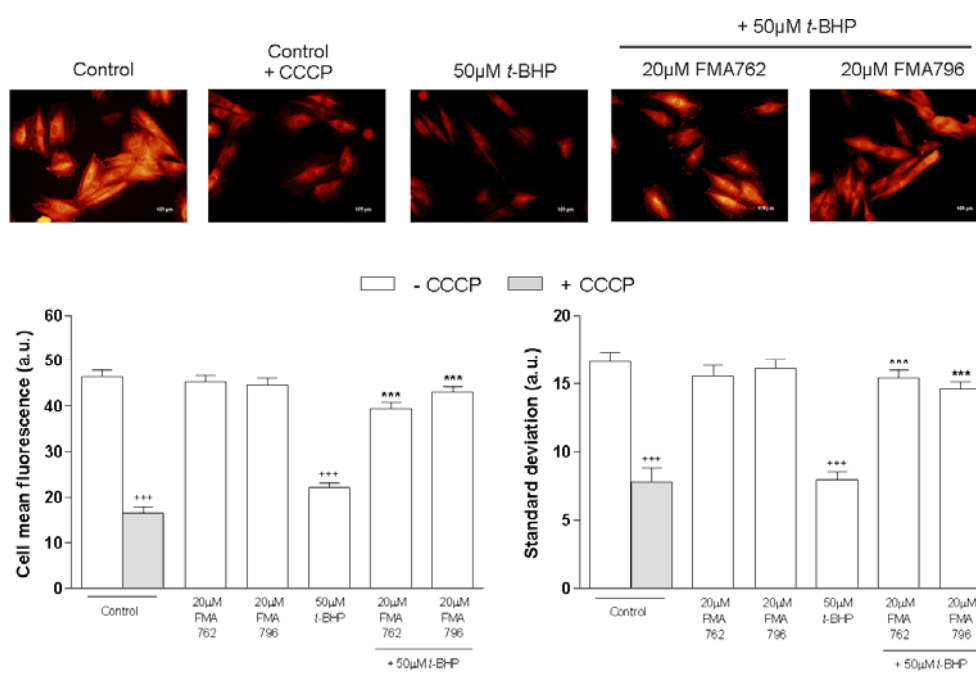 + 50µM t-BHP
Control
Control
+ CCCP
50µM t-BHP
20µM FMA762
20µM FMA796
- CCCP
+ CCCP
Cell mean fluorescence (a.u.)
60
50
40
30
20
10
0
+++
+++
***
***
Control
20µM
FMA
762
20µM
FMA
796
50µM
t-BHP
20µM
FMA
762
20µM
FMA
796
+ 50µM t-BHP
Standard deviation (a.u.)
20
15
10
5
0
+++
+++
***
***
Control
20µM
FMA
762
20µM
FMA
796
50µM
t-BHP
20µM
FMA
762
20µM
FMA
796
+ 50µM t-BHP